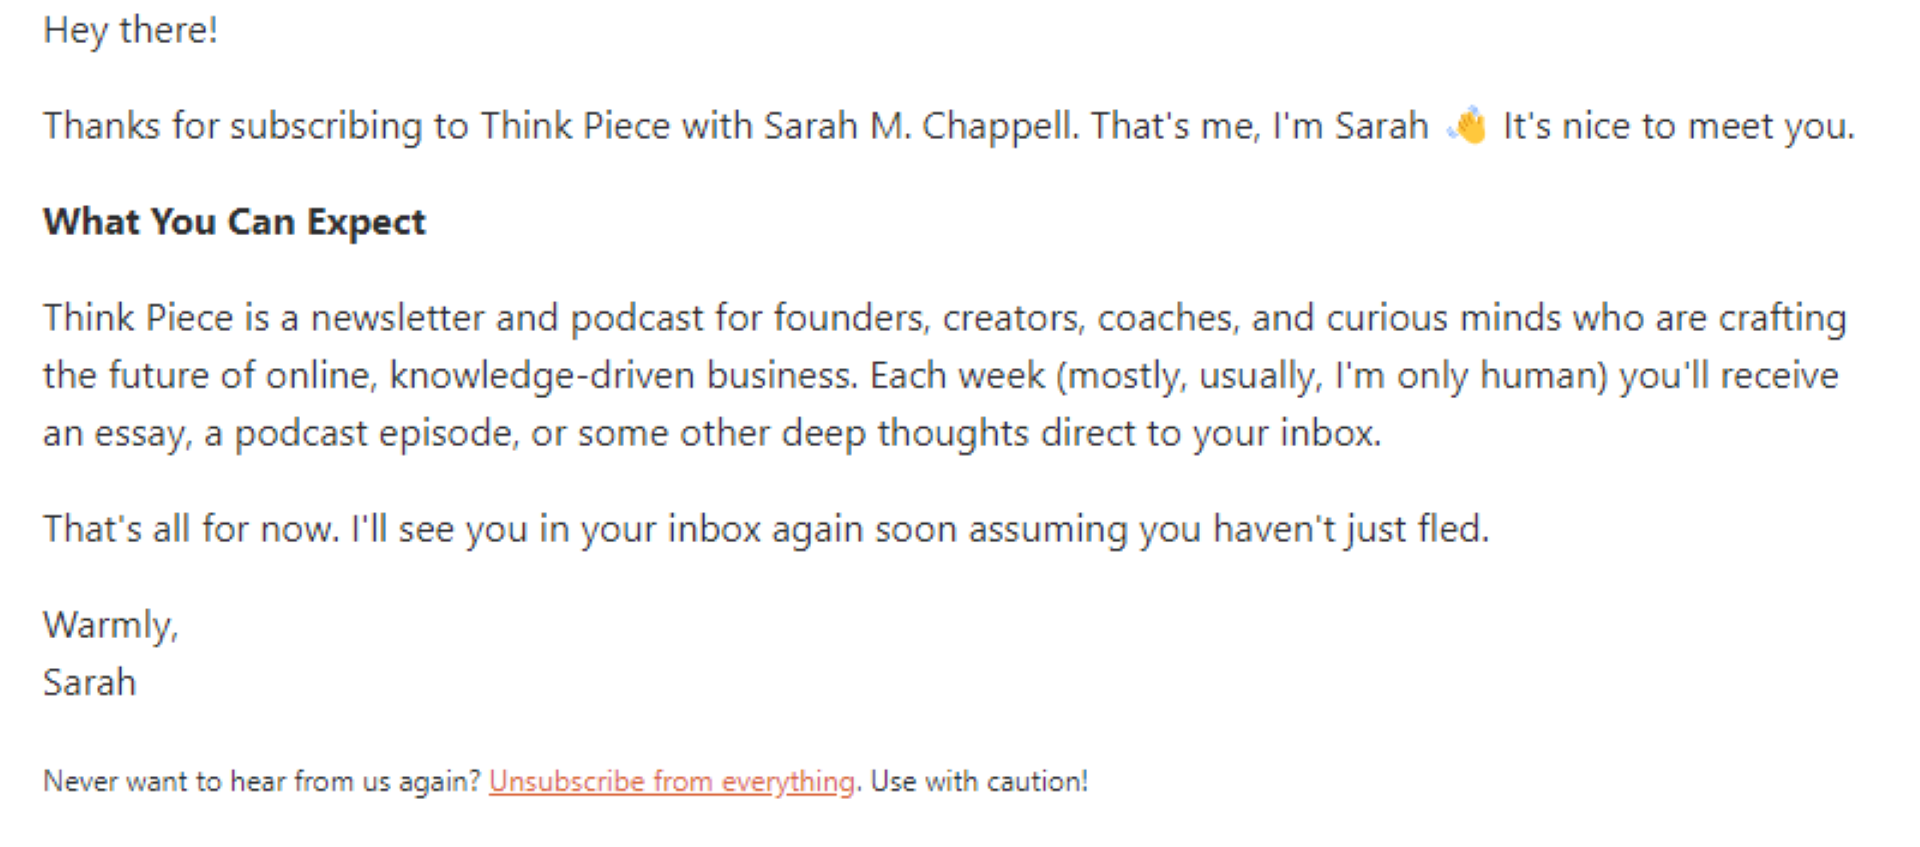 Hey there!
Thanks for subscribing to Think Piece with Sarah M. Chappell. That's me, I'm Sarah 👋 It's nice to meet you.
What You Can Expect
Think Piece is a newsletter and podcast for founders, creators, coaches, and curious minds who are crafting
the future of online, knowledge-driven business. Each week (mostly, usually, I'm only human) you'll receive
an essay, a podcast episode, or some other deep thoughts direct to your inbox.
That's all for now. I'll see you in your inbox again soon assuming you haven't just fled.
Warmly,
Sarah
Never want to hear from us again? Unsubscribe from everything. Use with caution!